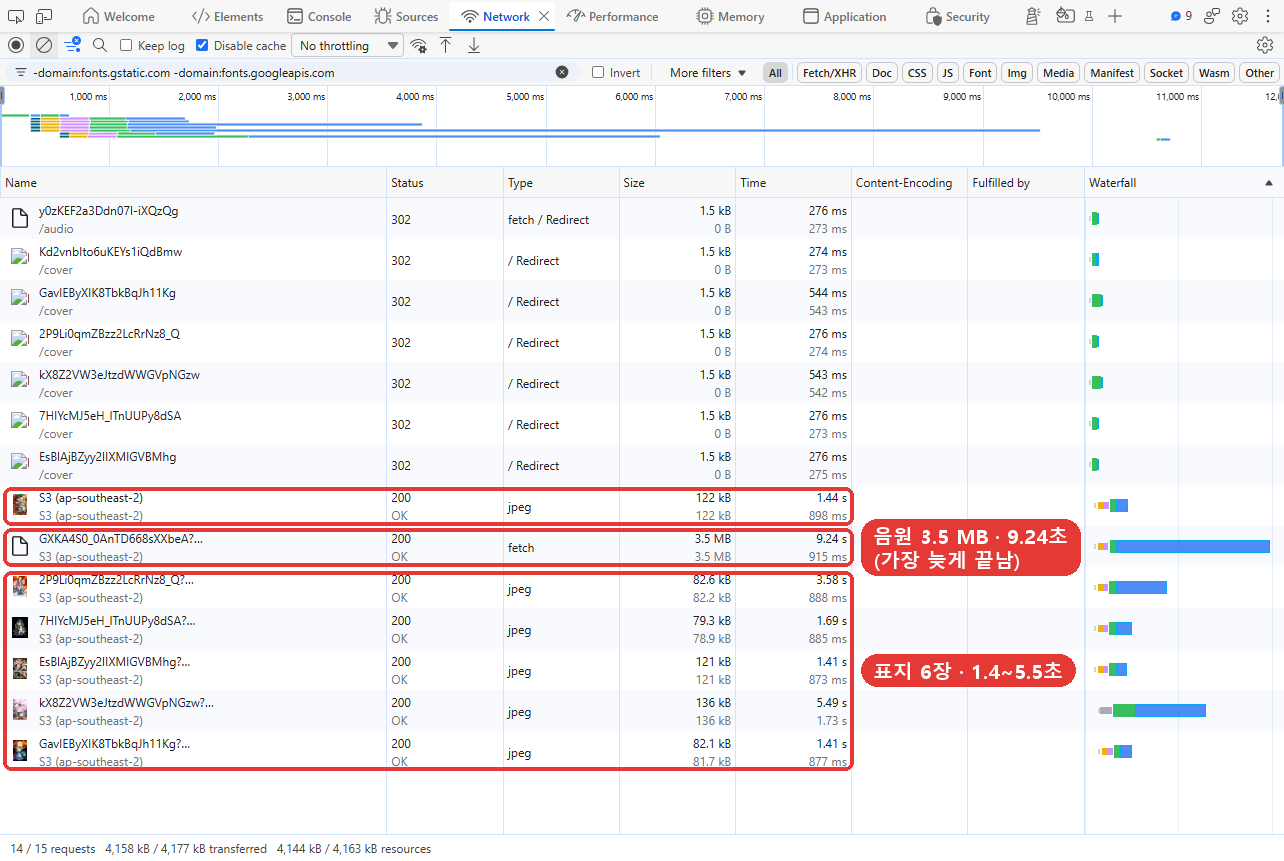 Welcome
Elements
Console
Sources
Network
Performance
Memory
Application
Security
9
Keep log
Disable cache
No throttling
-domain:fonts.gstatic.com -domain:fonts.googleapis.com
Invert
More filters
All
Fetch/XHR
Doc
CSS
JS
Font
Img
Media
Manifest
Socket
Wasm
Other
1,000 ms
2,000 ms
3,000 ms
4,000 ms
5,000 ms
6,000 ms
7,000 ms
8,000 ms
9,000 ms
10,000 ms
11,000 ms
Name Status Type Size Time Content-Encoding Fulfilled by Waterfall
y0zKEF2a3Ddn07I-iXQzQg 302 fetch / Redirect 1.5 kB 276 ms
/audio 0 B 273 ms
Kd2vnbIto6uKEYs1iQdBmw 302 / Redirect 1.5 kB 274 ms
/cover 0 B 273 ms
GavIEByXIK8TbkBqJh11Kg 302 / Redirect 1.5 kB 544 ms
/cover 0 B 543 ms
2P9Li0qmZBzz2LcRrNz8_Q 302 / Redirect 1.5 kB 276 ms
/cover 0 B 274 ms
kX8Z2VW3eJtzdWWGVpNGzw 302 / Redirect 1.5 kB 543 ms
/cover 0 B 542 ms
7HIYcMJ5eH_ITnUUPy8dSA 302 / Redirect 1.5 kB 276 ms
/cover 0 B 273 ms
EsBIAjBZyy2IIXMIGVBMhg 302 / Redirect 1.5 kB 276 ms
/cover 0 B 275 ms
S3 (ap-southeast-2) 200 jpeg 122 kB 1.44 s
S3 (ap-southeast-2) OK 122 kB 898 ms
GXKA4S0_0AnTD668sXXbeA?... 200 fetch 3.5 MB 9.24 s
S3 (ap-southeast-2) OK 3.5 MB 915 ms
음원 3.5 MB · 9.24초
(가장 늦게 끝남)
2P9Li0qmZBzz2LcRrNz8_Q?... 200 jpeg 82.6 kB 3.58 s
S3 (ap-southeast-2) OK 82.2 kB 888 ms
7HIYcMJ5eH_ITnUUPy8dSA?... 200 jpeg 79.3 kB 1.69 s
S3 (ap-southeast-2) OK 78.9 kB 885 ms
EsBIAjBZyy2IIXMIGVBMhg?... 200 jpeg 121 kB 1.41 s
S3 (ap-southeast-2) OK 121 kB 873 ms
표지 6장 · 1.4~5.5초
kX8Z2VW3eJtzdWWGVpNGzw?... 200 jpeg 136 kB 5.49 s
S3 (ap-southeast-2) OK 136 kB 1.73 s
GavIEByXIK8TbkBqJh11Kg?... 200 jpeg 82.1 kB 1.41 s
S3 (ap-southeast-2) OK 81.7 kB 877 ms
14 / 15 requests 4,158 kB / 4,177 kB transferred 4,144 kB / 4,163 kB resources